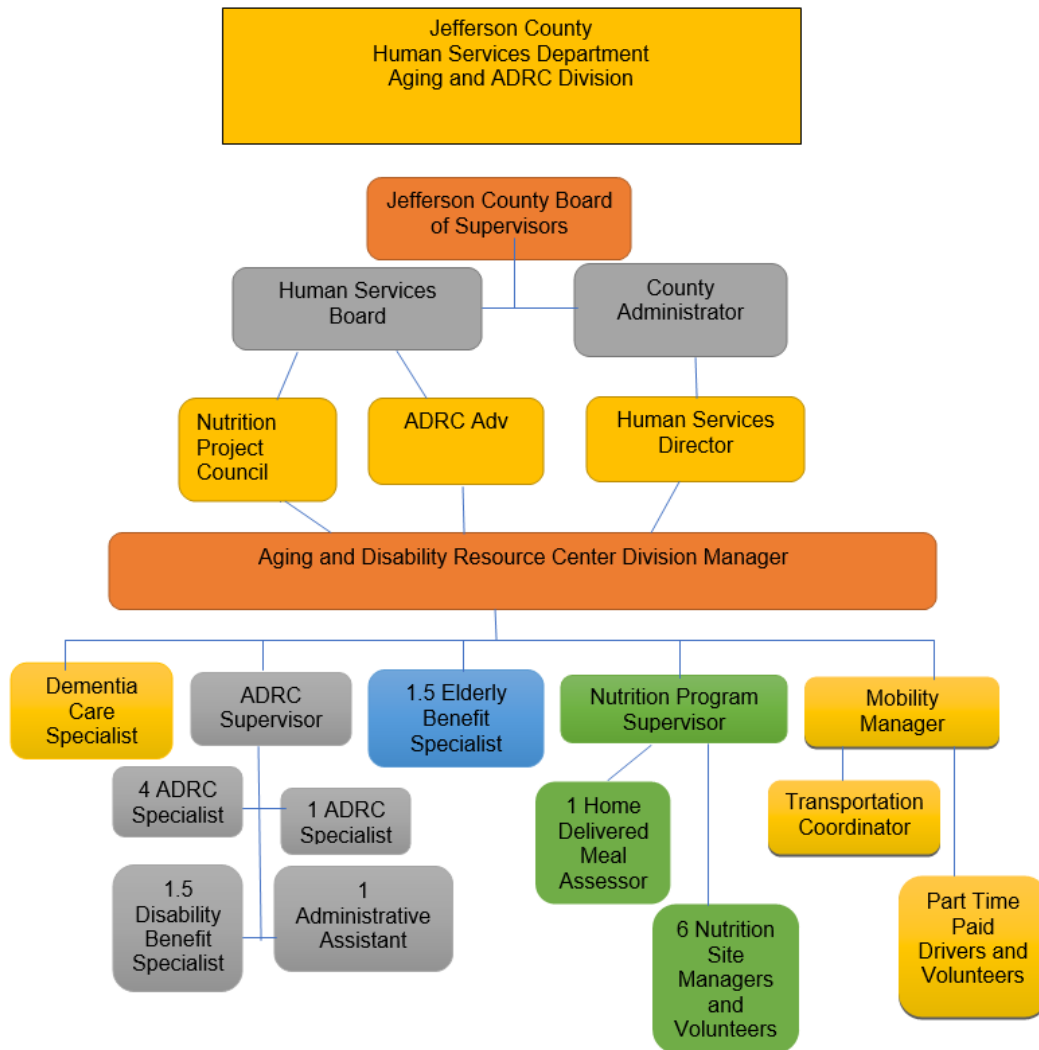 Jefferson County
Human Services Department
Aging and ADRC Division
Jefferson County Board
of Supervisors
Human Services
Board
County
Administrator
Nutrition
Project
Council
ADRC Adv
Human Services
Director
Aging and Disability Resource Center Division Manager
Dementia
Care
Specialist
ADRC
Supervisor
1.5 Elderly
Benefit
Specialist
Nutrition Program
Supervisor
Mobility
Manager
4 ADRC
Specialist
1 ADRC
Specialist
1.5
Disability
Benefit
Specialist
1
Administrative
Assistant
1 Home
Delivered
Meal
Assessor
6 Nutrition
Site
Managers
and
Volunteers
Transportation
Coordinator
Part Time
Paid
Drivers and
Volunteers